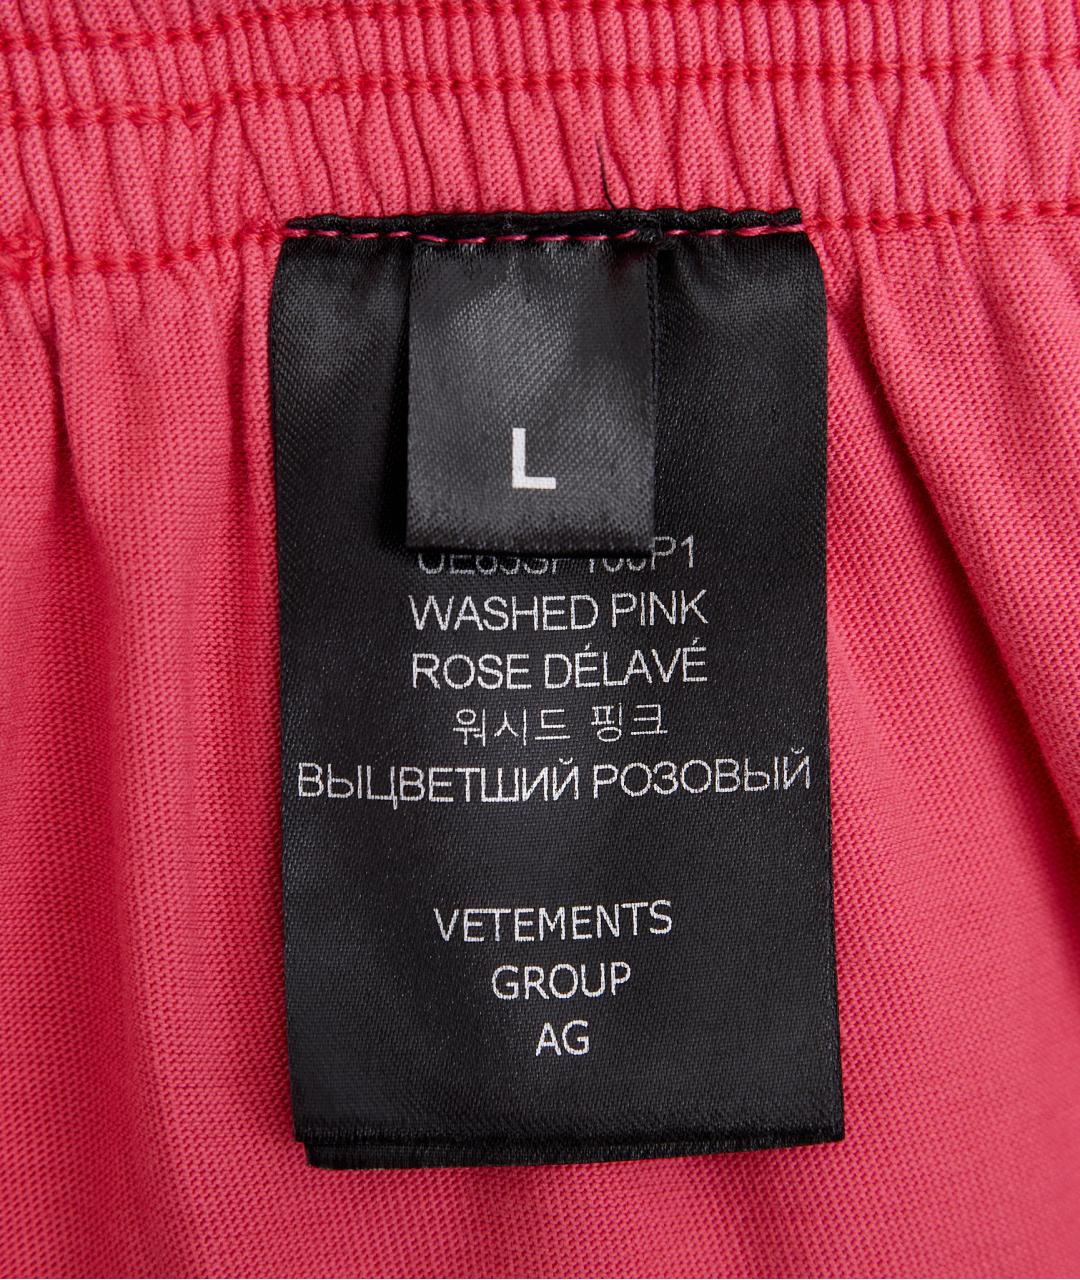 L
WASHED PINK
ROSE DÉLAVÉ
워시드 핑크
ВЫЦВЕТШИЙ РОЗОВЫЙ
VETEMENTS
GROUP
AG